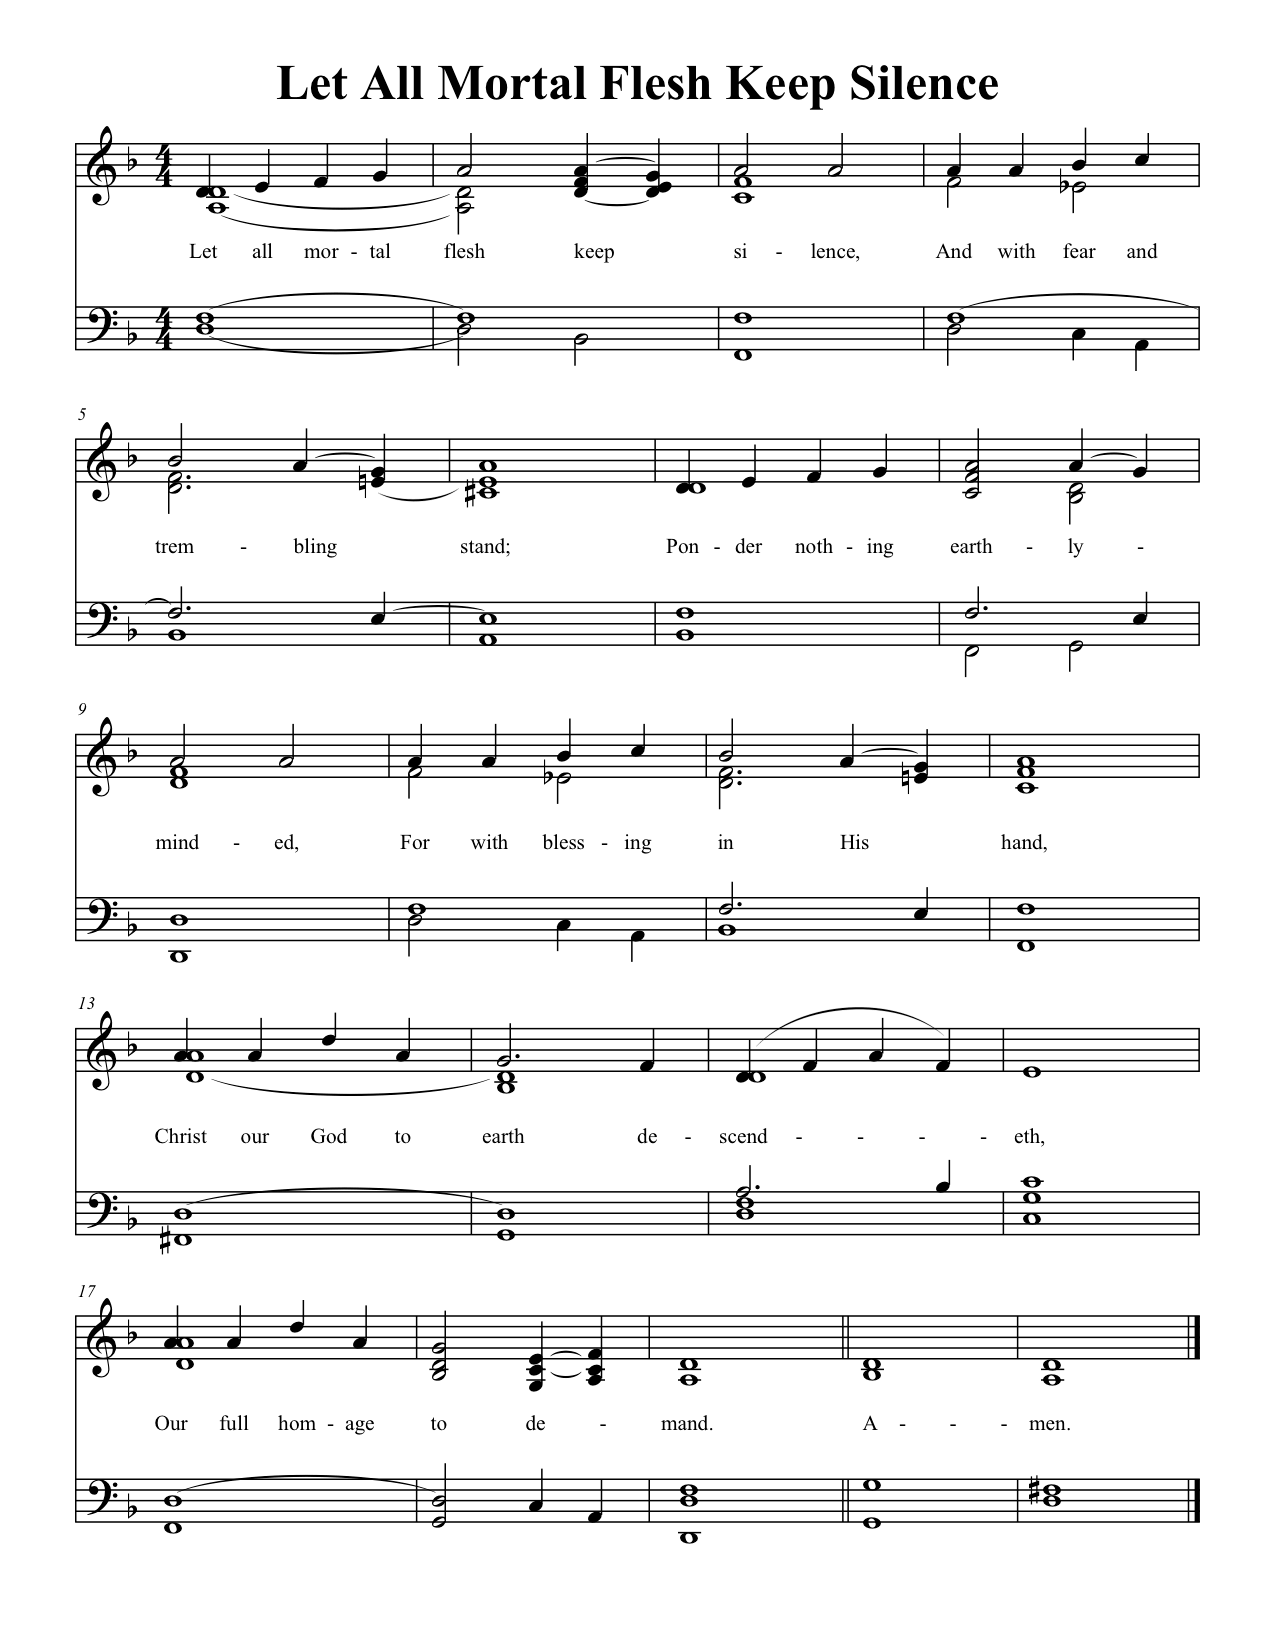 Let All Mortal Flesh Keep Silence
4 4
Let all mor - tal flesh keep si - lence, And with fear and
4 4
5
trem - bling stand; Pon - der noth - ing earth - ly -
9
mind - ed, For with bless - ing in His hand,
13
Christ our God to earth de - scend - - - - eth,
17
Our full hom - age to de - mand. A - - - men.